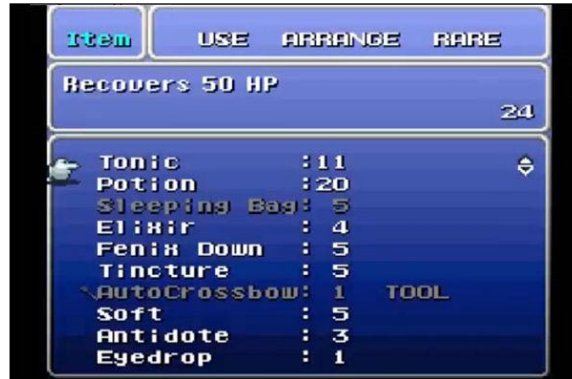 Item USE ARRANGE RARE
Recovers 50 HP
24
Tonic :11
Potion :20
Sleeping Bag: 5
Elixir : 4
Fenix Down : 5
Tincture : 5
AutoCrossbow: 1 TOOL
Soft : 5
Antidote : 3
Eyedrop : 1